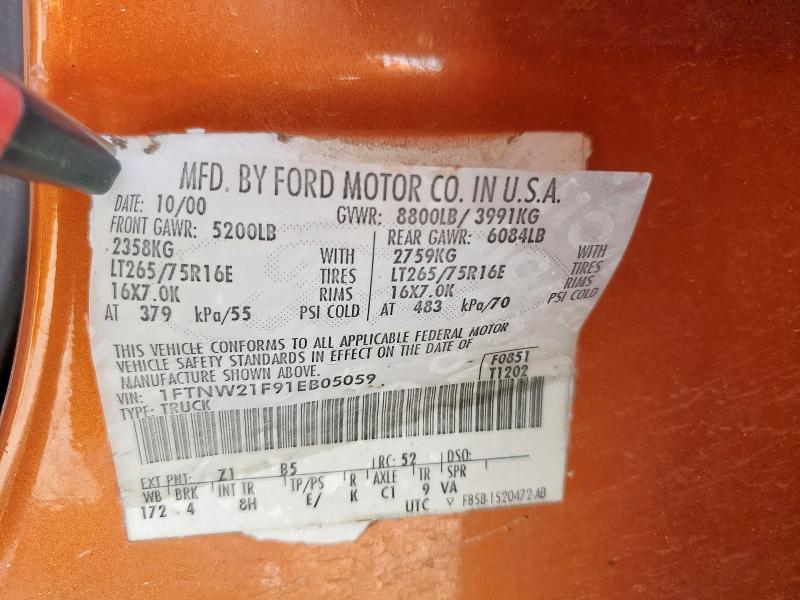 MFD. BY FORD MOTOR CO. IN U.S.A.
DATE: 10/00 GVWR: 8800LB/ 3991KG
FRONT GAWR: 5200LB REAR GAWR: 6084LB
2358KG WITH 2759KG WITH
LT265/75R16E TIRES LT265/75R16E TIRES
16X7.0K RIMS 16X7.0K RIMS
AT 379 kPa/55 PSI COLD AT 483 kPa/70 PSI COLD
THIS VEHICLE CONFORMS TO ALL APPLICABLE FEDERAL MOTOR
VEHICLE SAFETY STANDARDS IN EFFECT ON THE DATE OF
MANUFACTURE SHOWN ABOVE. F0851
VIN: 1FTNW21F91EB05059 T1202
TYPE: TRUCK
EXT PNT: Z1 B5 RC: 52 DSO:
WB BRK INT TR TP/PS R AXLE TR SPR
172 4 8H E/ K C1 9 VA
UTC ▽ F85B-1520472-AB